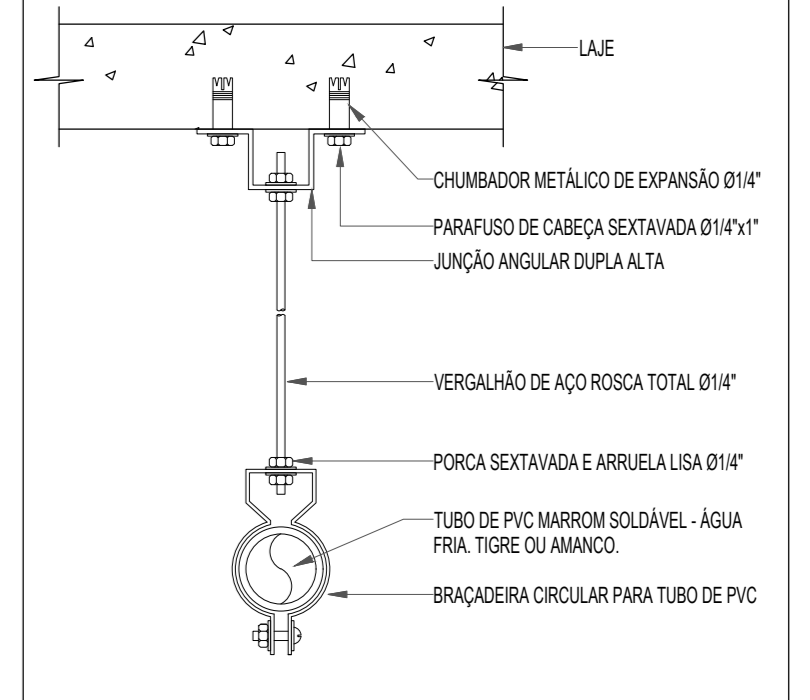 LAJE
CHUMBADOR METÁLICO DE EXPANSÃO Ø1/4"
PARAFUSO DE CABEÇA SEXTAVADA Ø1/4"x1"
JUNÇÃO ANGULAR DUPLA ALTA
VERGALHÃO DE AÇO ROSCA TOTAL Ø1/4"
PORCA SEXTAVADA E ARRUELA LISA Ø1/4"
TUBO DE PVC MARROM SOLDÁVEL - ÁGUA
FRIA. TIGRE OU AMANCO.
BRAÇADEIRA CIRCULAR PARA TUBO DE PVC